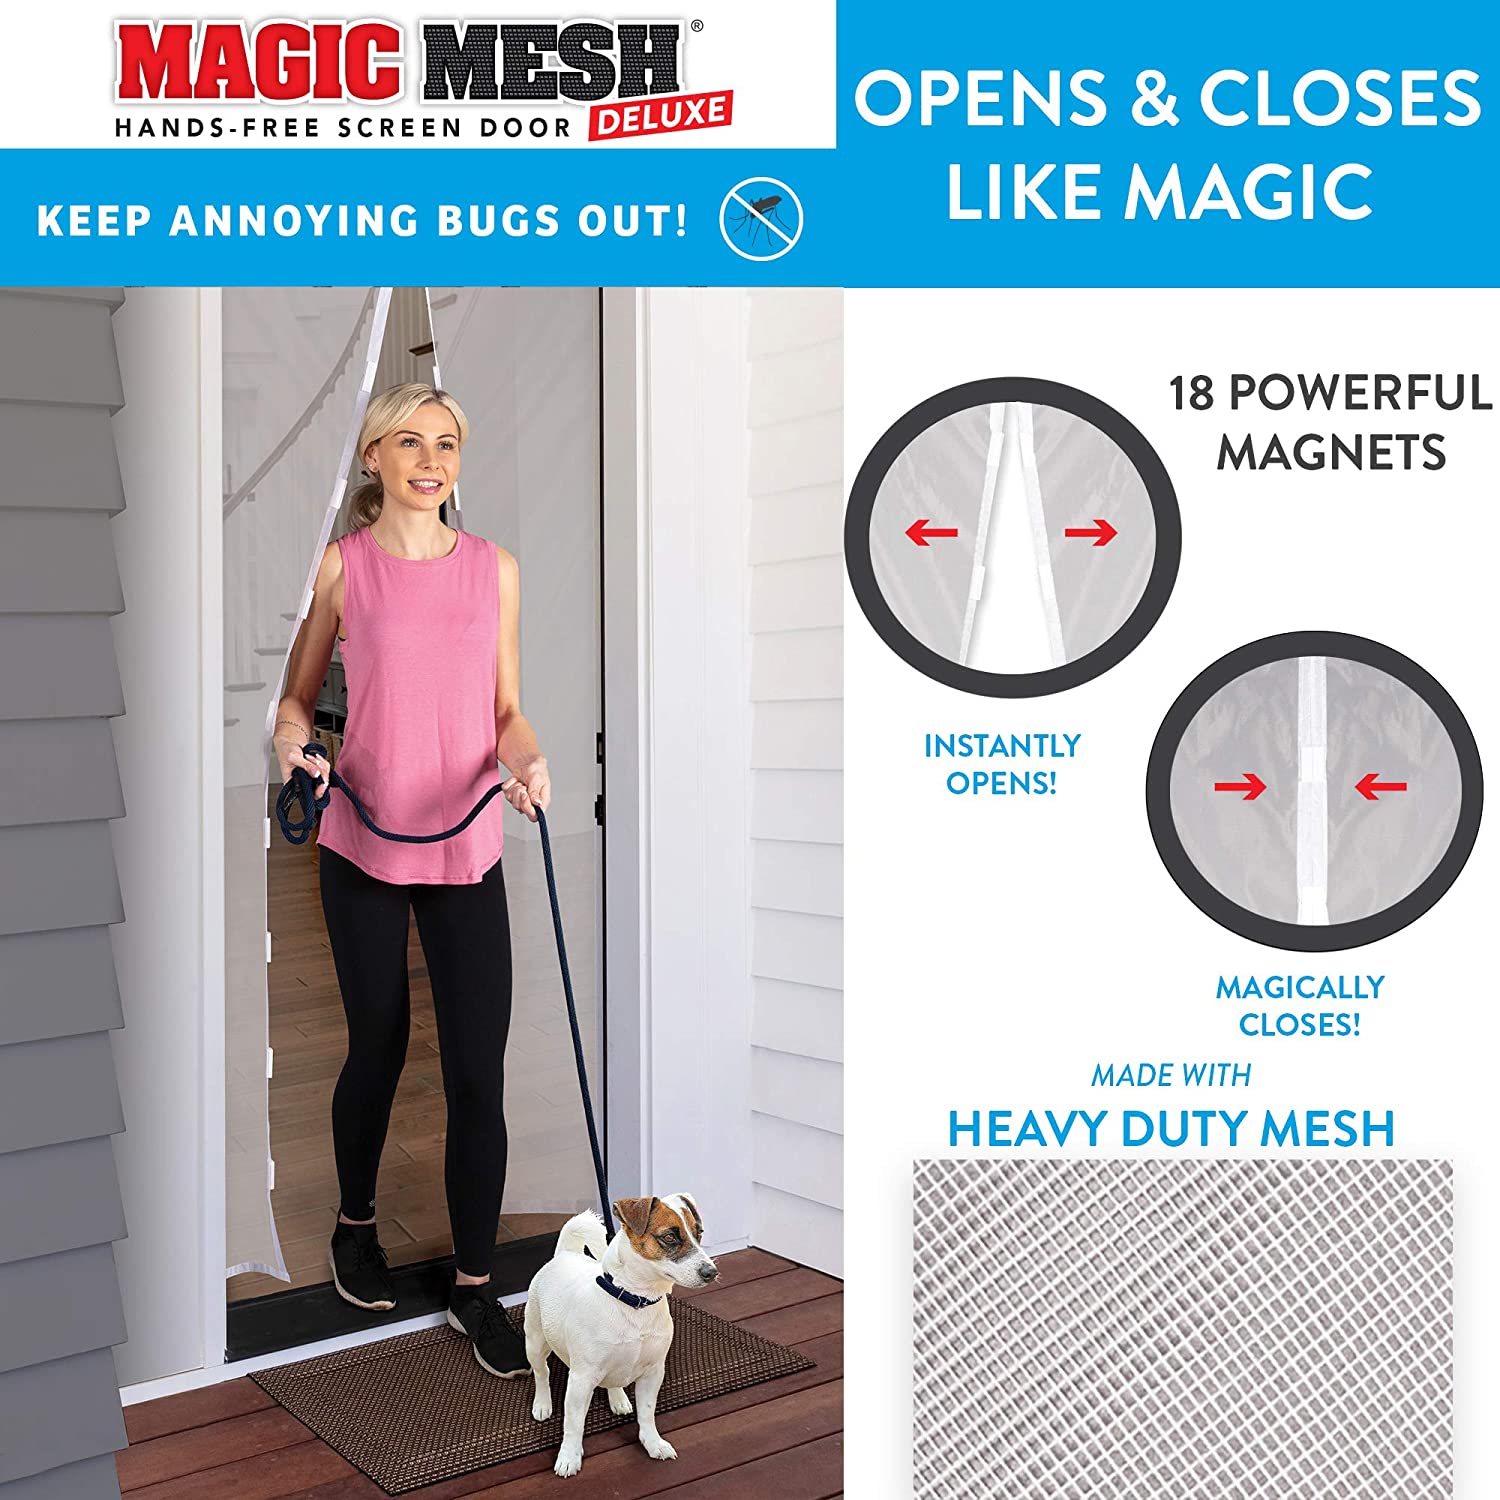 MAGIC MESH®
HANDS-FREE SCREEN DOOR DELUXE
KEEP ANNOYING BUGS OUT!
OPENS & CLOSES
LIKE MAGIC
18 POWERFUL
MAGNETS
INSTANTLY
OPENS!
MAGICALLY
CLOSES!
MADE WITH
HEAVY DUTY MESH